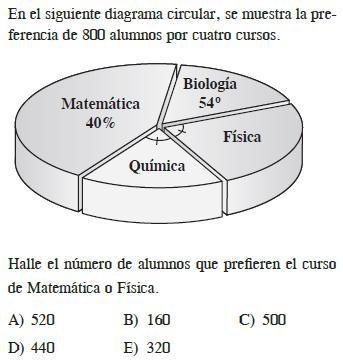 En el siguiente diagrama circular, se muestra la pre-
ferencia de 800 alumnos por cuatro cursos.
Biología
54°
Matemática
40%
Física
Química
Halle el número de alumnos que prefieren el curso
de Matemática o Física.
A) 520 B) 160 C) 500
D) 440 E) 320